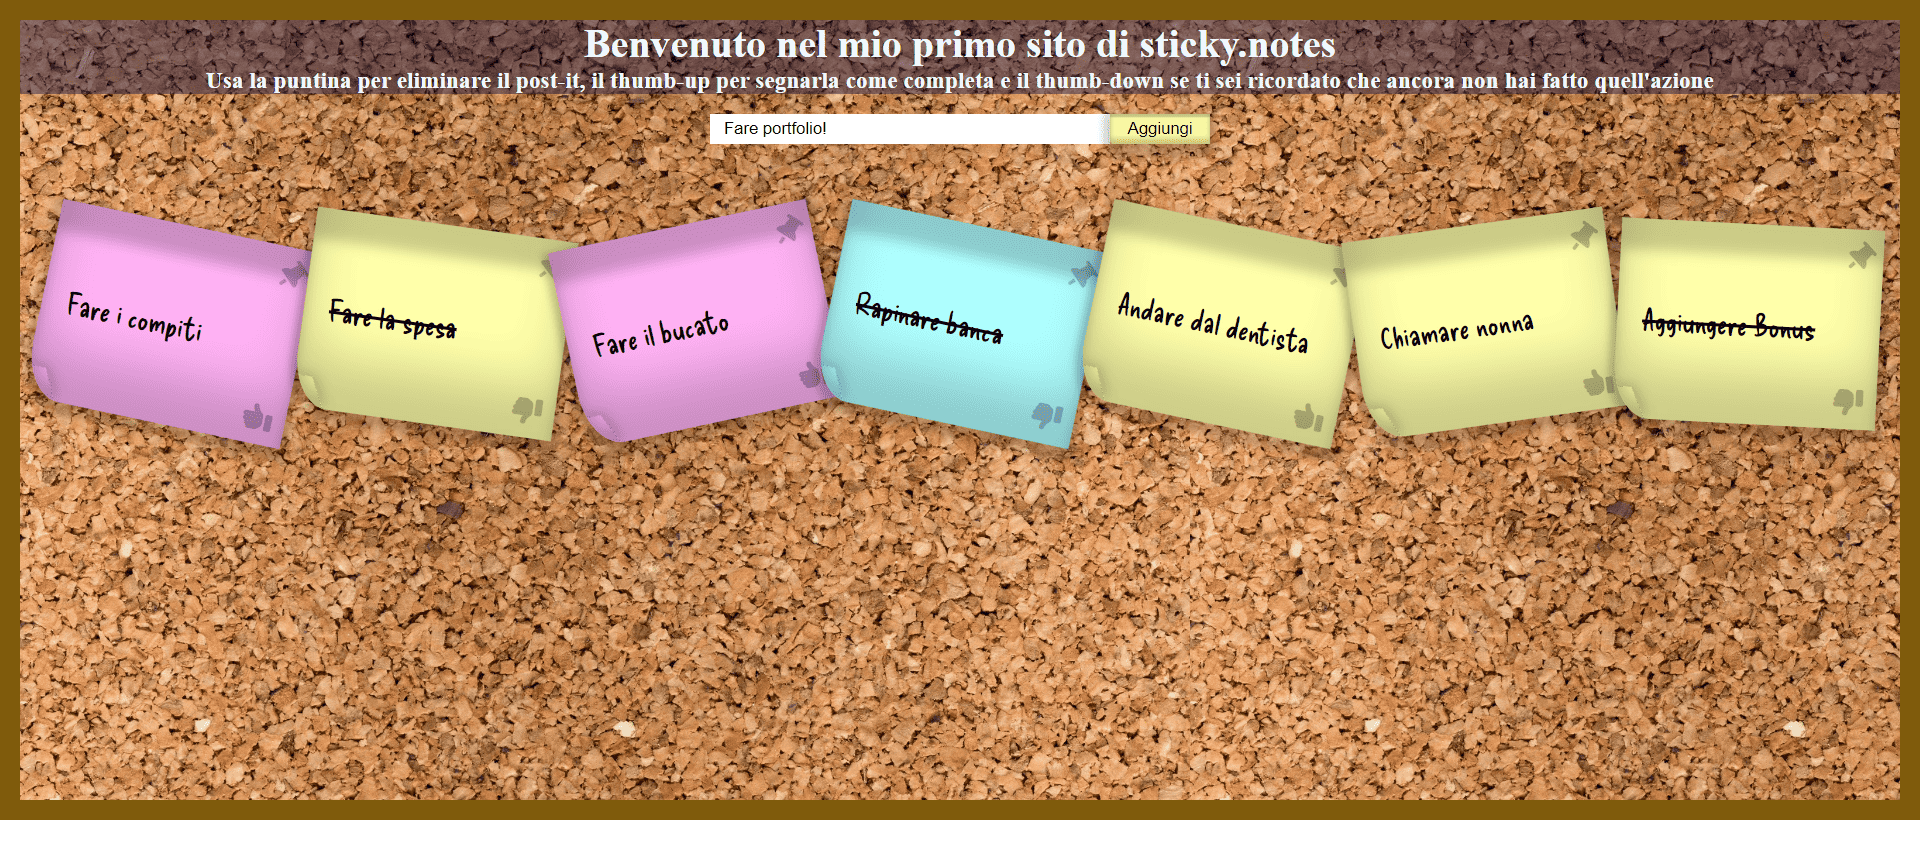 Benvenuto nel mio primo sito di sticky.notes
Usa la puntina per eliminare il post-it, il thumb-up per segnarla come completa e il thumb-down se ti sei ricordato che ancora non hai fatto quell'azione
Fare portfolio!
Aggiungi
Fare i compiti
Fare la spesa
Fare il bucato
Rapinare banca
Andare dal dentista
Chiamare nonna
Aggiungere Bonus